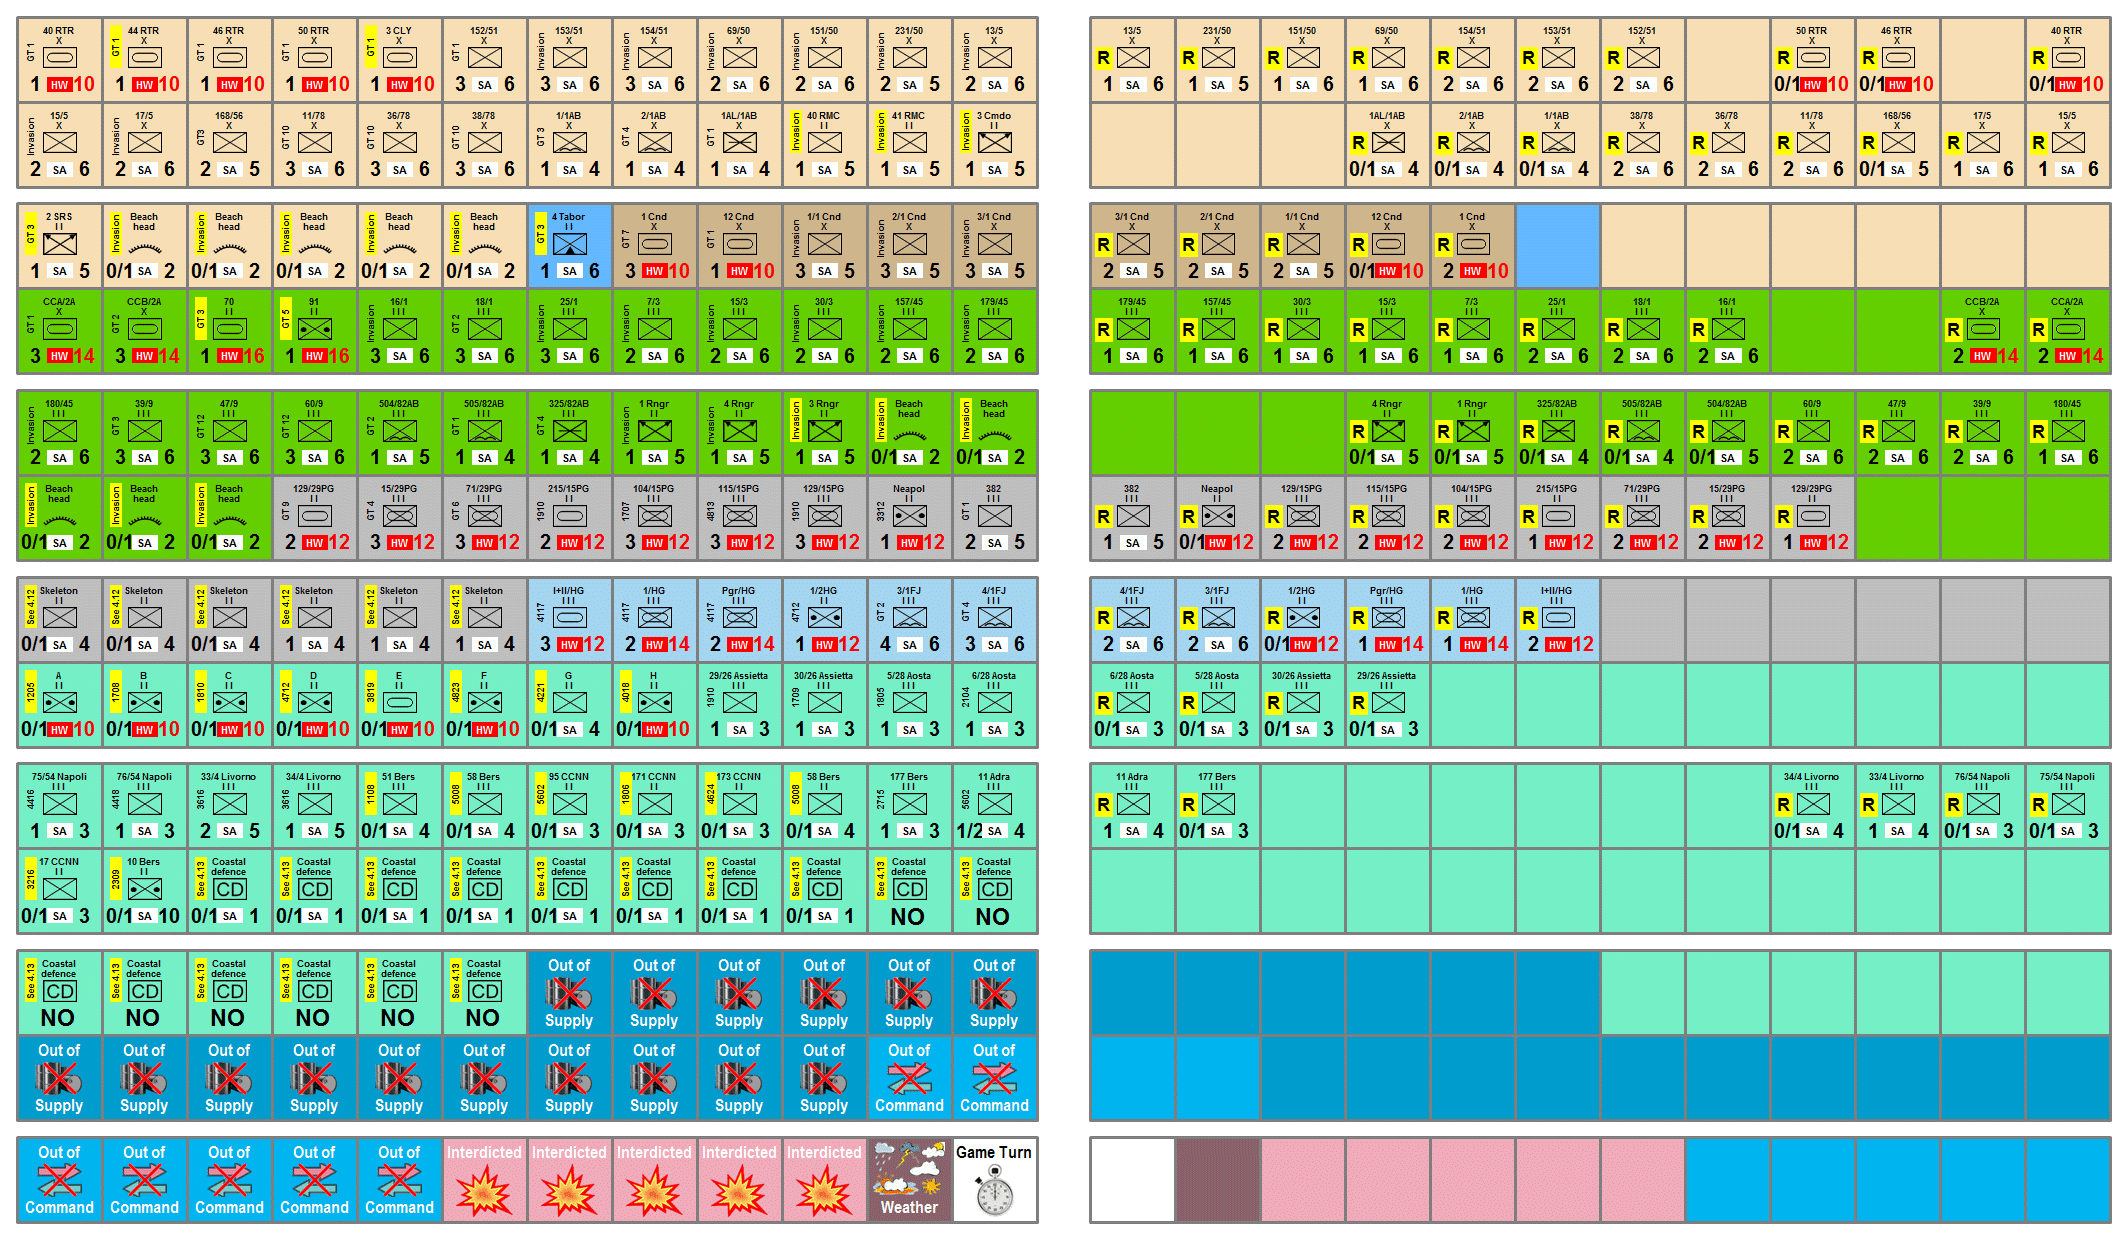 40 RTR 44 RTR 46 RTR 50 RTR 3 CLY 152/51 153/51 154/51 69/50 151/50 231/50 13/5
X X X X X X X X X X X X
GT 1 GT 1 GT 1 GT 1 GT 1 GT 1 Invasion Invasion Invasion Invasion Invasion Invasion
1 HW 10 1 HW 10 1 HW 10 1 HW 10 1 HW 10 3 SA 6 3 SA 6 3 SA 6 2 SA 6 2 SA 6 2 SA 5 2 SA 6
15/5 17/5 168/56 11/78 36/78 38/78 1/1AB 2/1AB 1AL/1AB 40 RMC 41 RMC 3 Cmdo
X X X X X X X X X II II II
Invasion Invasion GT3 GT 10 GT 10 GT 10 GT 3 GT 4 GT 1 Invasion Invasion Invasion
2 SA 6 2 SA 6 2 SA 5 3 SA 6 3 SA 6 3 SA 6 1 SA 4 1 SA 4 1 SA 4 1 SA 5 1 SA 5 1 SA 5
2 SRS Beach head Beach head Beach head Beach head Beach head 4 Tabor 1 Cnd 12 Cnd 1/1 Cnd 2/1 Cnd 3/1 Cnd
II II X X X X X
GT 3 Invasion Invasion Invasion Invasion Invasion GT 3 GT 7 GT 1 Invasion Invasion Invasion
1 SA 5 0/1 SA 2 0/1 SA 2 0/1 SA 2 0/1 SA 2 0/1 SA 2 1 SA 6 3 HW 10 1 HW 10 3 SA 5 3 SA 5 3 SA 5
CCA/2A CCB/2A 70 91 16/1 18/1 25/1 7/3 15/3 30/3 157/45 179/45
X X II II III III III III III III III III
GT 1 GT 2 GT 3 GT 5 Invasion GT 2 Invasion Invasion Invasion Invasion Invasion Invasion
3 HW 14 3 HW 14 1 HW 16 1 HW 16 3 SA 6 3 SA 6 3 SA 6 2 SA 6 2 SA 6 2 SA 6 2 SA 6 2 SA 6
180/45 39/9 47/9 60/9 504/82AB 505/82AB 325/82AB 1 Rngr 4 Rngr 3 Rngr Beach head Beach head
III III III III III III III II II II
Invasion GT 3 GT 12 GT 12 GT 2 GT 1 GT 4 Invasion Invasion Invasion Invasion Invasion
2 SA 6 3 SA 6 3 SA 6 3 SA 6 1 SA 5 1 SA 4 1 SA 4 1 SA 5 1 SA 5 1 SA 5 0/1 SA 2 0/1 SA 2
Beach head Beach head Beach head 129/29PG 15/29PG 71/29PG 215/15PG 104/15PG 115/15PG 129/15PG Neapol 382
II III III II III III III II III
Invasion Invasion Invasion GT 9 GT 4 GT 6 1910 1707 4813 1910 3312 GT 1
0/1 SA 2 0/1 SA 2 0/1 SA 2 2 HW 12 3 HW 12 3 HW 12 2 HW 12 3 HW 12 3 HW 12 3 HW 12 1 HW 12 2 SA 5
Skeleton Skeleton Skeleton Skeleton Skeleton Skeleton I+II/HG 1/HG Pgr/HG 1/2HG 3/1FJ 4/1FJ
II II II II II II III III III II III III
See 4.12 See 4.12 See 4.12 See 4.12 See 4.12 See 4.12 4117 4117 4117 4712 GT 2 GT 4
0/1 SA 4 0/1 SA 4 0/1 SA 4 1 SA 4 1 SA 4 1 SA 4 3 HW 12 2 HW 14 2 HW 14 1 HW 12 4 SA 6 3 SA 6
A B C D E F G H 29/26 Assietta 30/26 Assietta 5/28 Aosta 6/28 Aosta
II II II II II II II II III III III III
1205 1708 1810 4712 3819 4823 4221 4018 1910 1709 1805 2104
0/1 HW 10 0/1 HW 10 0/1 HW 10 0/1 HW 10 0/1 HW 10 0/1 HW 10 0/1 SA 4 0/1 HW 10 1 SA 3 1 SA 3 1 SA 3 1 SA 3
75/54 Napoli 76/54 Napoli 33/4 Livorno 34/4 Livorno 51 Bers 58 Bers 95 CCNN 171 CCNN 173 CCNN 58 Bers 177 Bers 11 Adra
III III III III III III II II II II III III
4416 4418 3616 3616 1108 5008 5602 1806 4624 5008 2715 5602
1 SA 3 1 SA 3 2 SA 5 1 SA 5 0/1 SA 4 0/1 SA 4 0/1 SA 3 0/1 SA 3 0/1 SA 3 0/1 SA 4 1 SA 3 1/2 SA 4
17 CCNN 10 Bers Coastal defence Coastal defence Coastal defence Coastal defence Coastal defence Coastal defence Coastal defence Coastal defence Coastal defence Coastal defence
II II
3216 2309 See 4.13 See 4.13 See 4.13 See 4.13 See 4.13 See 4.13 See 4.13 See 4.13 See 4.13 See 4.13
CD CD CD CD CD CD CD CD CD CD
0/1 SA 3 0/1 SA 10 0/1 SA 1 0/1 SA 1 0/1 SA 1 0/1 SA 1 0/1 SA 1 0/1 SA 1 0/1 SA 1 0/1 SA 1 NO NO
Coastal defence Coastal defence Coastal defence Coastal defence Coastal defence Coastal defence Out of Out of Out of Out of Out of Out of
See 4.13 See 4.13 See 4.13 See 4.13 See 4.13 See 4.13
CD CD CD CD CD CD
NO NO NO NO NO NO Supply Supply Supply Supply Supply Supply
Out of Out of Out of Out of Out of Out of Out of Out of Out of Out of Out of Out of
Supply Supply Supply Supply Supply Supply Supply Supply Supply Supply Command Command
Out of Out of Out of Out of Out of Interdicted Interdicted Interdicted Interdicted Interdicted Game Turn
Command Command Command Command Command Weather
13/5 231/50 151/50 69/50 154/51 153/51 152/51 50 RTR 46 RTR 40 RTR
X X X X X X X X X X
R R R R R R R R R R
1 SA 6 1 SA 5 1 SA 6 1 SA 6 2 SA 6 2 SA 6 2 SA 6 0/1 HW 10 0/1 HW 10 0/1 HW 10
1AL/1AB 2/1AB 1/1AB 38/78 36/78 11/78 168/56 17/5 15/5
X X X X X X X X X
R R R R R R R R R
0/1 SA 4 0/1 SA 4 0/1 SA 4 2 SA 6 2 SA 6 2 SA 6 0/1 SA 5 1 SA 6 1 SA 6
3/1 Cnd 2/1 Cnd 1/1 Cnd 12 Cnd 1 Cnd
X X X X X
R R R R R
2 SA 5 2 SA 5 2 SA 5 0/1 HW 10 2 HW 10
179/45 157/45 30/3 15/3 7/3 25/1 18/1 16/1 CCB/2A CCA/2A
III III III III III III III III X X
R R R R R R R R R R
1 SA 6 1 SA 6 1 SA 6 1 SA 6 1 SA 6 2 SA 6 2 SA 6 2 SA 6 2 HW 14 2 HW 14
4 Rngr 1 Rngr 325/82AB 505/82AB 504/82AB 60/9 47/9 39/9 180/45
II II III III III III III III III
R R R R R R R R R
0/1 SA 5 0/1 SA 5 0/1 SA 4 0/1 SA 4 0/1 SA 5 2 SA 6 2 SA 6 2 SA 6 1 SA 6
382 Neapol 129/15PG 115/15PG 104/15PG 215/15PG 71/29PG 15/29PG 129/29PG
III II III III III II III III II
R R R R R R R R R
1 SA 5 0/1 HW 12 2 HW 12 2 HW 12 2 HW 12 1 HW 12 2 HW 12 2 HW 12 1 HW 12
4/1FJ 3/1FJ 1/2HG Pgr/HG 1/HG I+II/HG
III III II III III III
R R R R R R
2 SA 6 2 SA 6 0/1 HW 12 1 HW 14 1 HW 14 2 HW 12
6/28 Aosta 5/28 Aosta 30/26 Assietta 29/26 Assietta
III III III III
R R R R
0/1 SA 3 0/1 SA 3 0/1 SA 3 0/1 SA 3
11 Adra 177 Bers 34/4 Livorno 33/4 Livorno 76/54 Napoli 75/54 Napoli
III III III III III III
R R R R R R
1 SA 4 0/1 SA 3 0/1 SA 4 1 SA 4 0/1 SA 3 0/1 SA 3